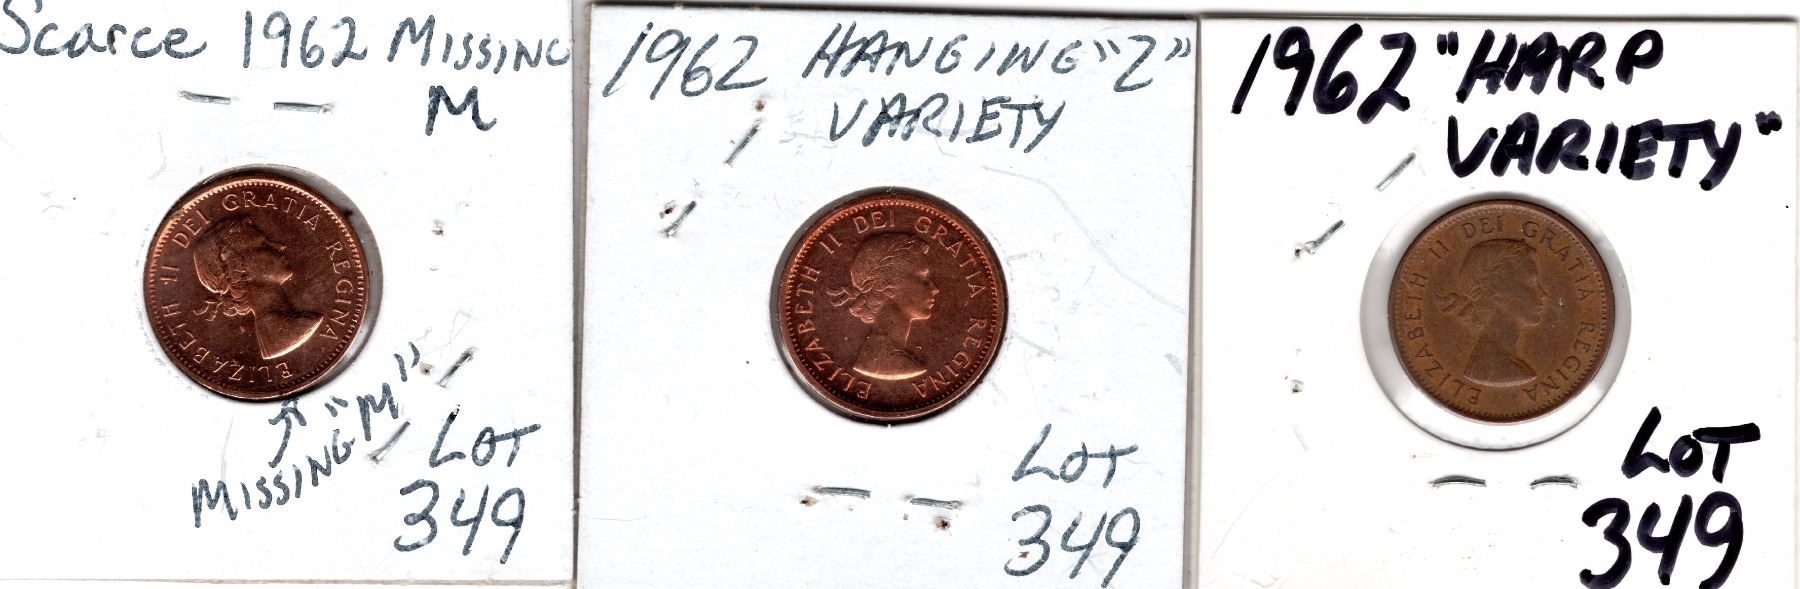 Scarce 1962 MISSING
M
ELIZABETH II DEI GRATIA REGINA
MISSING "M"
LOT
349
1962 HANGING "2"
VARIETY
ELIZABETH II DEI GRATIA REGINA
LOT
349
1962 "HARP
VARIETY"
ELIZABETH II DEI GRATIA REGINA
LOT
349